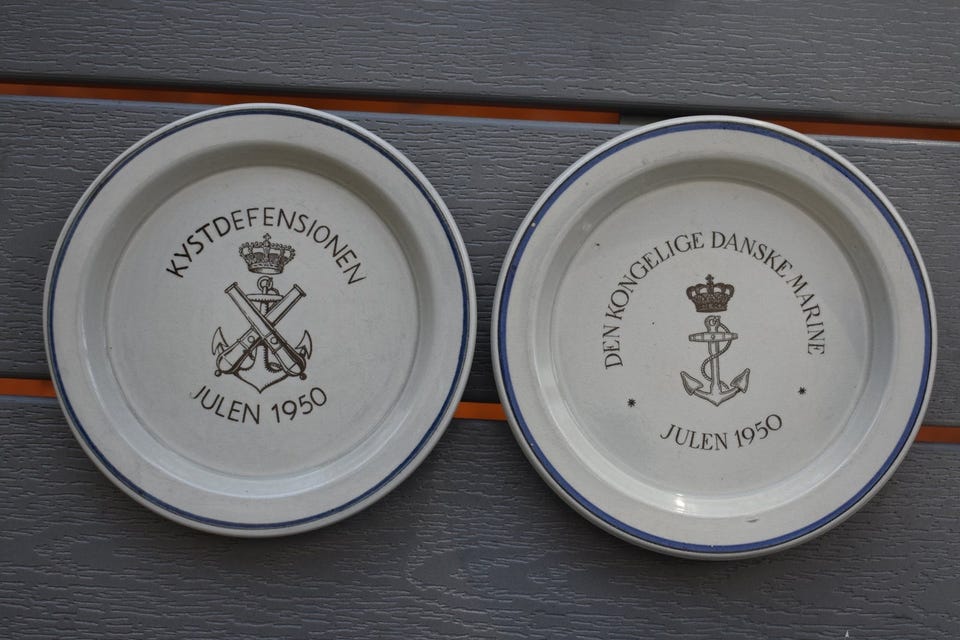 KYSTDEFENSIONEN
JULEN 1950
DEN KONGELIGE DANSKE MARINE
* *
JULEN 1950